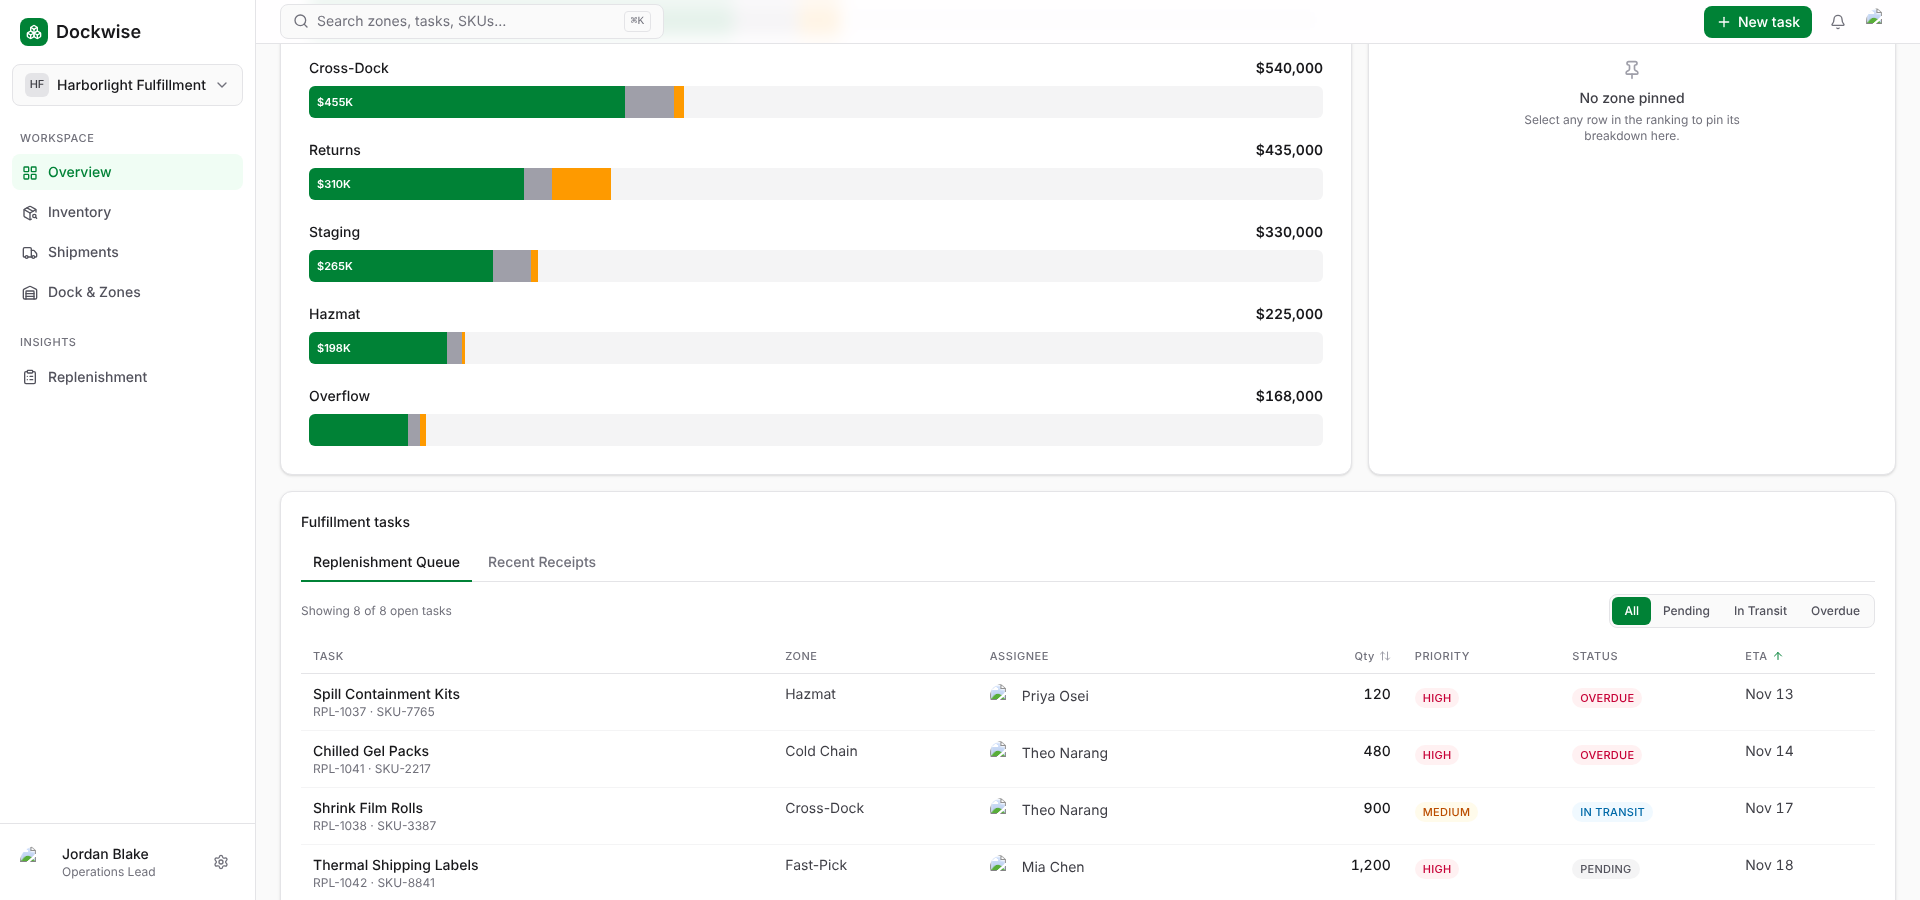 Dockwise
HF Harborlight Fulfillment
WORKSPACE
Overview
Inventory
Shipments
Dock & Zones
INSIGHTS
Replenishment
Jordan Blake
Operations Lead
Search zones, tasks, SKUs...
⌘K
New task
Cross-Dock $540,000
$455K
Returns $435,000
$310K
Staging $330,000
$265K
Hazmat $225,000
$198K
Overflow $168,000
No zone pinned
Select any row in the ranking to pin its
breakdown here.
Fulfillment tasks
Replenishment Queue Recent Receipts
Showing 8 of 8 open tasks
All Pending In Transit Overdue
TASK ZONE ASSIGNEE Qty PRIORITY STATUS ETA
Spill Containment Kits Hazmat Priya Osei 120 HIGH OVERDUE Nov 13
RPL-1037 · SKU-7765
Chilled Gel Packs Cold Chain Theo Narang 480 HIGH OVERDUE Nov 14
RPL-1041 · SKU-2217
Shrink Film Rolls Cross-Dock Theo Narang 900 MEDIUM IN TRANSIT Nov 17
RPL-1038 · SKU-3387
Thermal Shipping Labels Fast-Pick Mia Chen 1,200 HIGH PENDING Nov 18
RPL-1042 · SKU-8841